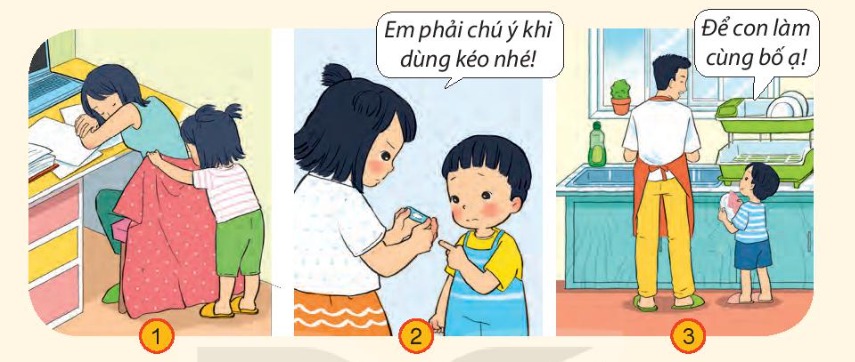 Em phải chú ý khi
dùng kéo nhé!
Để con làm
cùng bố ạ!
1
2
3